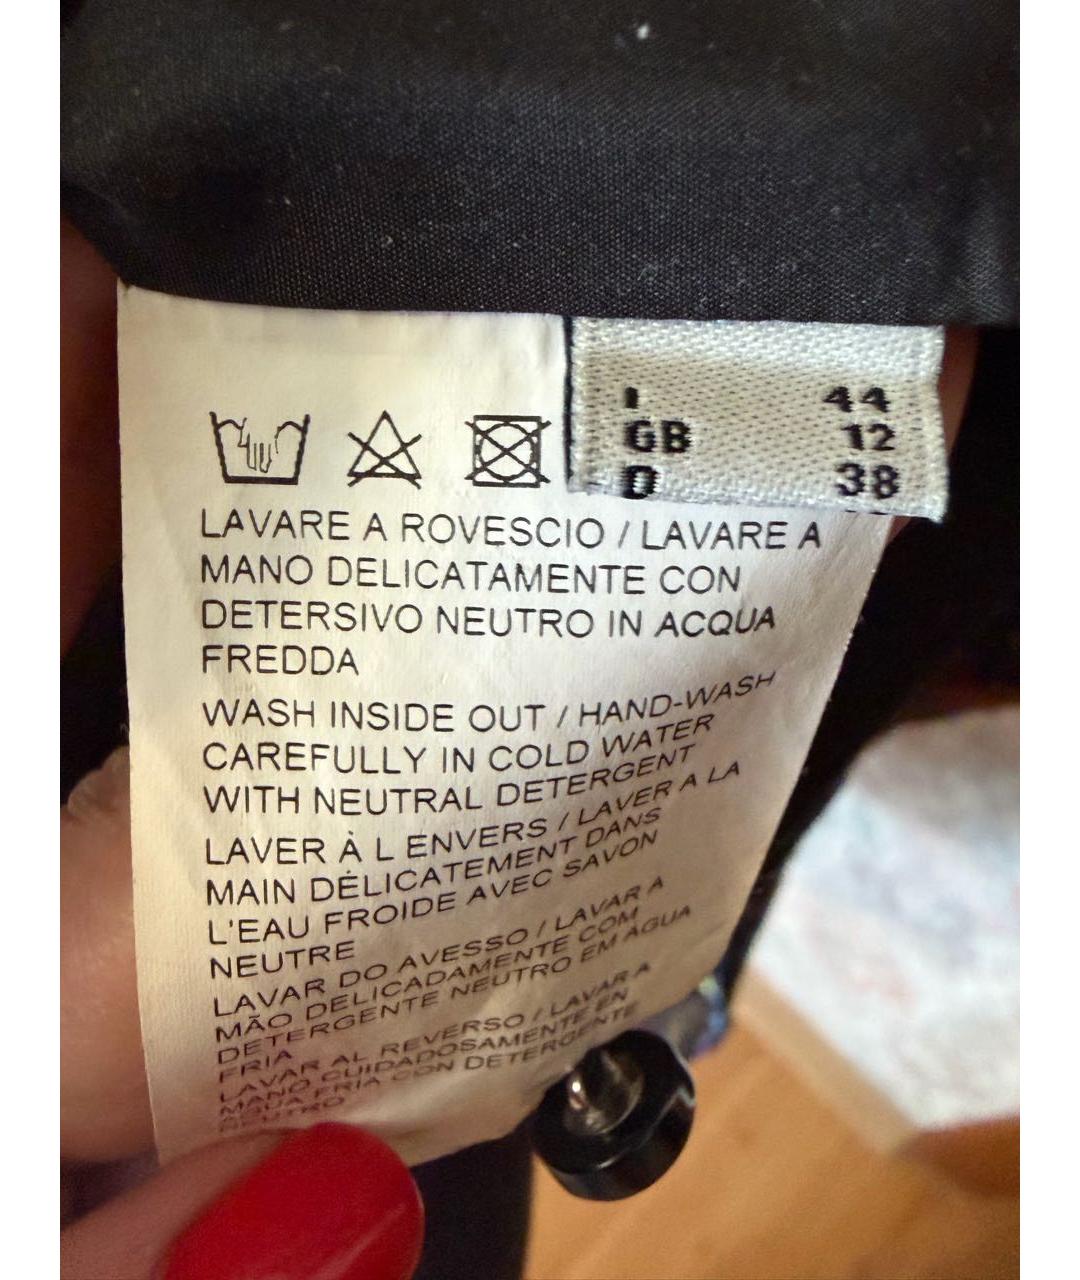 I 44
GB 12
D 38
LAVARE A ROVESCIO / LAVARE A
MANO DELICATAMENTE CON
DETERSIVO NEUTRO IN ACQUA
FREDDA
WASH INSIDE OUT / HAND-WASH
CAREFULLY IN COLD WATER
WITH NEUTRAL DETERGENT
LAVER À L ENVERS / LAVER A LA
MAIN DÉLICATEMENT DANS
L'EAU FROIDE AVEC SAVON
NEUTRE
LAVAR DO AVESSO / LAVAR A
MÃO DELICADAMENTE COM
DETERGENTE NEUTRO EM ÁGUA
FRIA
LAVAR AL REVERSO / LAVAR A
MANO CUIDADOSAMENTE EN
AGUA FRIA CON DETERGENTE
NEUTRO